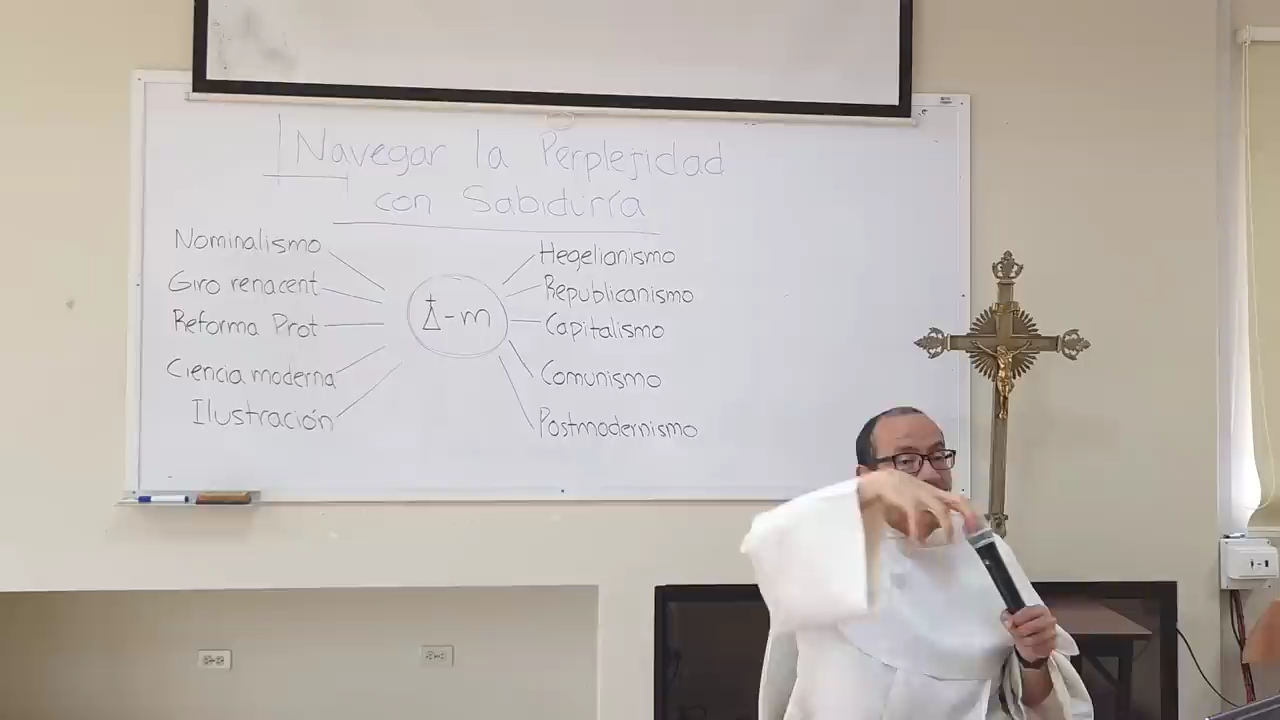 Navegar la Perplejidad
con Sabiduría
Nominalismo
Giro renacent
Reforma Prot
Ciencia moderna
Ilustración
Δ-m
Hegelianismo
Republicanismo
Capitalismo
Comunismo
Postmodernismo